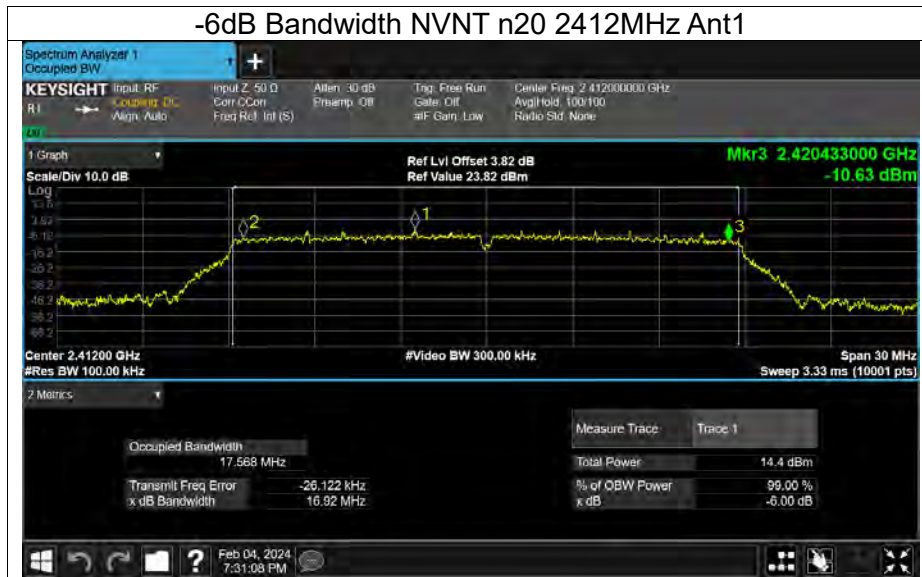 -6dB Bandwidth NVNT n20 2412MHz Ant1
Spectrum Analyzer 1
Occupied BW
KEYSIGHT Input: RF Input Z: 50 Ω Atten: 30 dB Trig: Free Run Center Freq: 2.412000000 GHz
Coupling: DC Corr CCorr Preamp: Off Gate: Off Avg|Hold: 100/100
Align: Auto Freq Ref: Int (S) #IF Gain: Low Radio Std: None
1 Graph
Ref Lvl Offset 3.82 dB
Mkr3 2.420433000 GHz
Scale/Div 10.0 dB
Ref Value 23.82 dBm
-10.63 dBm
Log
1
2
3
Center 2.41200 GHz
#Video BW 300.00 kHz
Span 30 MHz
#Res BW 100.00 kHz
Sweep 3.33 ms (10001 pts)
2 Metrics
Measure Trace Trace 1
Occupied Bandwidth
17.568 MHz
Total Power 14.4 dBm
Transmit Freq Error -26.122 kHz
% of OBW Power 99.00 %
x dB Bandwidth 16.92 MHz
x dB -6.00 dB
Feb 04, 2024
7:31:08 PM